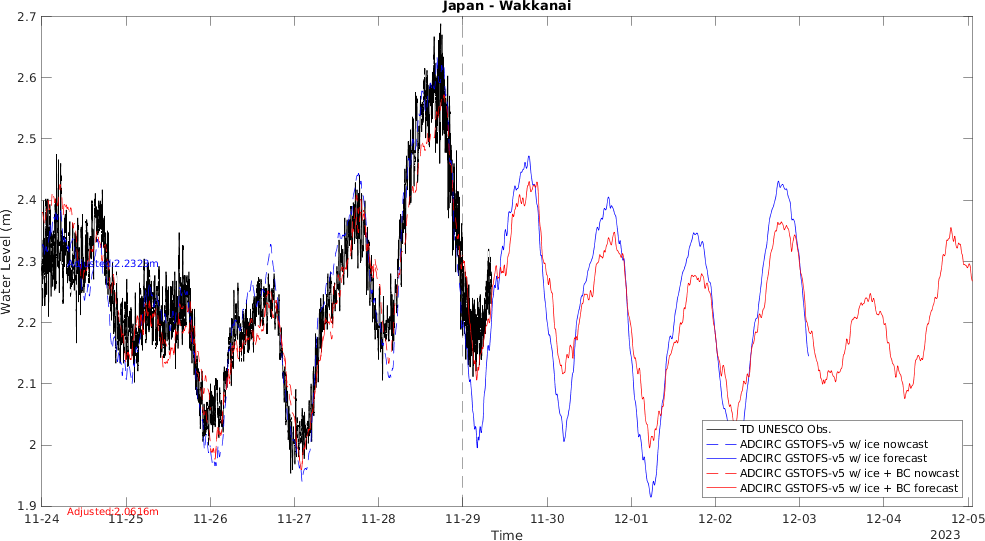 Japan - Wakkanai
Water Level (m)
2.7
2.6
2.5
2.4
2.3
2.2
2.1
2
1.9
Adjusted:2.2329m
Adjusted:2.0616m
TD UNESCO Obs.
ADCIRC GSTOFS-v5 w/ ice nowcast
ADCIRC GSTOFS-v5 w/ ice forecast
ADCIRC GSTOFS-v5 w/ ice + BC nowcast
ADCIRC GSTOFS-v5 w/ ice + BC forecast
11-24 11-25 11-26 11-27 11-28 11-29 11-30 12-01 12-02 12-03 12-04 12-05
Time
2023